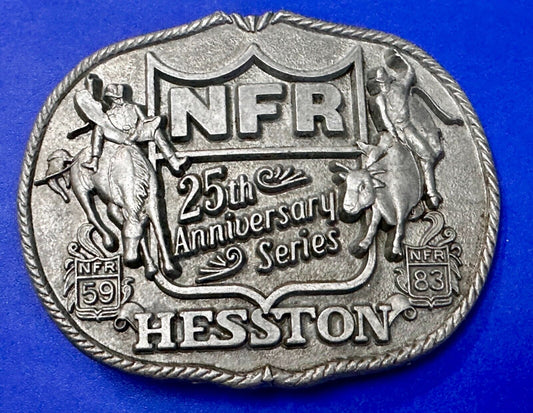 NFR
25th
Anniversary
Series
NFR
59
NFR
83
HESSTON